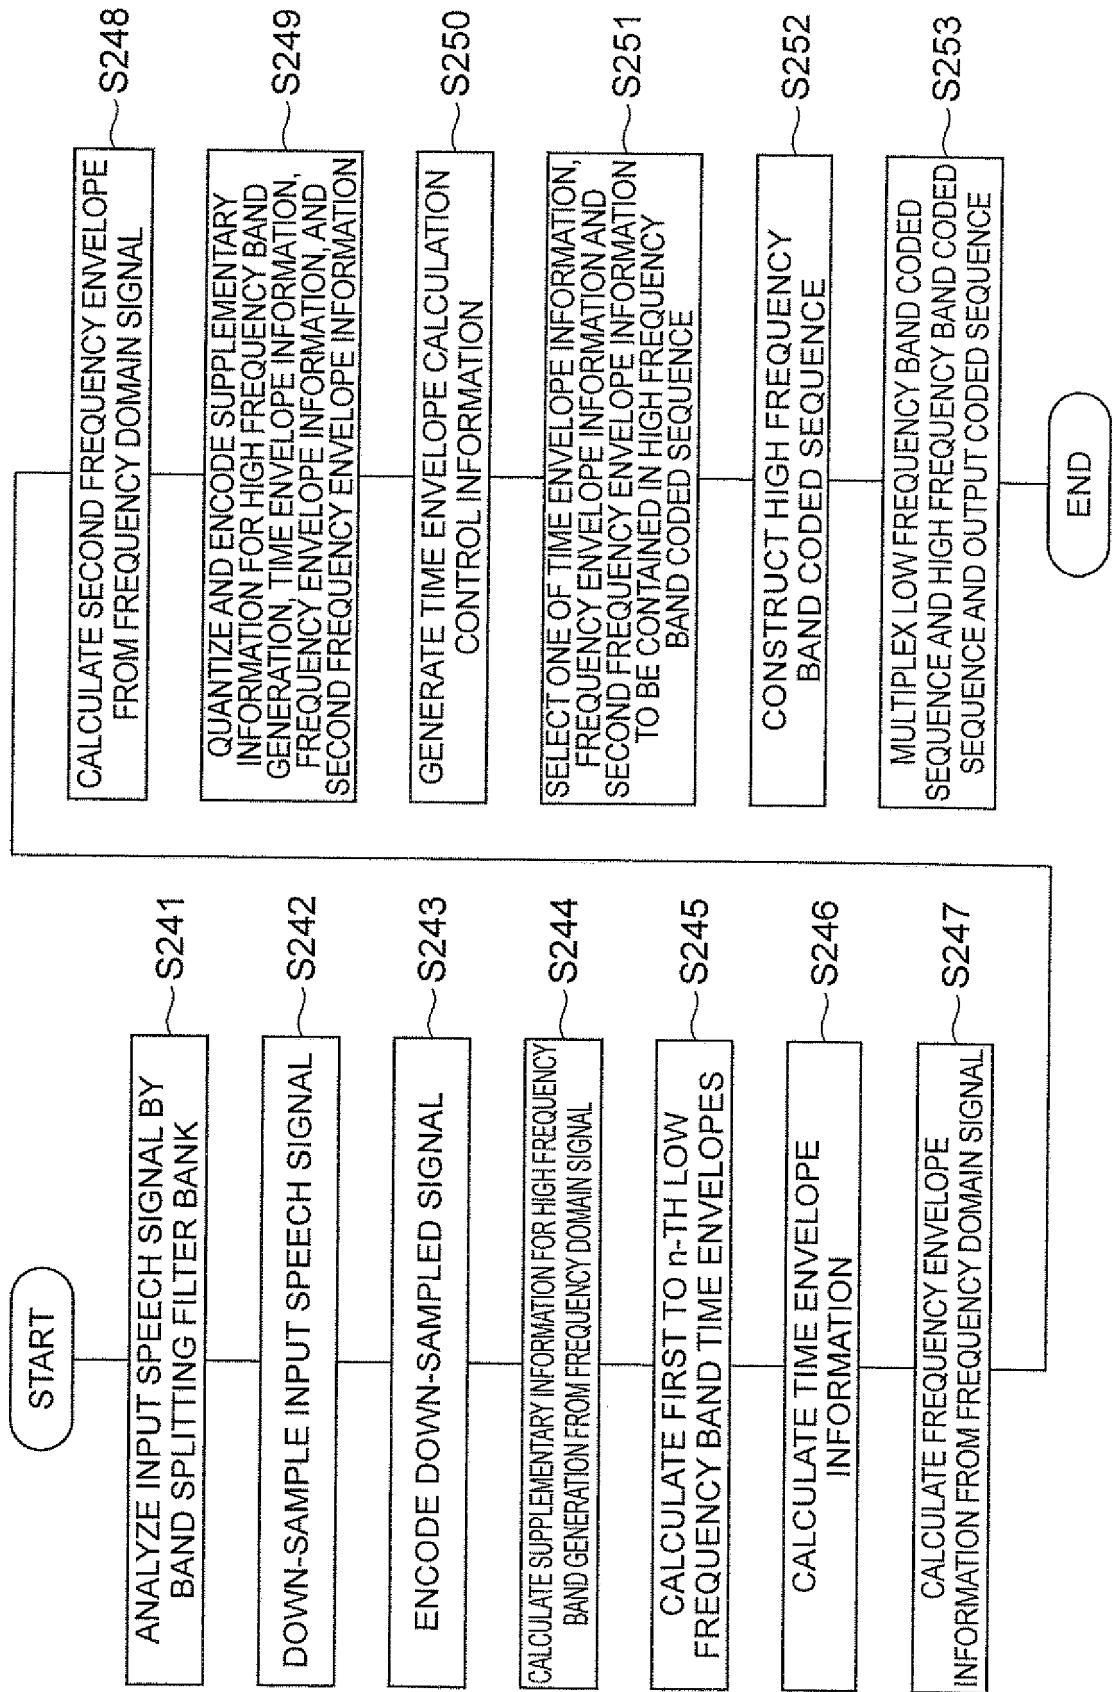 START
ANALYZE INPUT SPEECH SIGNAL BY
BAND SPLITTING FILTER BANK
S241
DOWN-SAMPLE INPUT SPEECH SIGNAL
S242
ENCODE DOWN-SAMPLED SIGNAL
S243
CALCULATE SUPPLEMENTARY INFORMATION FOR HIGH FREQUENCY
BAND GENERATION FROM FREQUENCY DOMAIN SIGNAL
S244
CALCULATE FIRST TO n-TH LOW
FREQUENCY BAND TIME ENVELOPES
S245
CALCULATE TIME ENVELOPE
INFORMATION
S246
CALCULATE FREQUENCY ENVELOPE
INFORMATION FROM FREQUENCY DOMAIN SIGNAL
S247
CALCULATE SECOND FREQUENCY ENVELOPE
FROM FREQUENCY DOMAIN SIGNAL
S248
QUANTIZE AND ENCODE SUPPLEMENTARY
INFORMATION FOR HIGH FREQUENCY BAND
GENERATION, TIME ENVELOPE INFORMATION,
FREQUENCY ENVELOPE INFORMATION, AND
SECOND FREQUENCY ENVELOPE INFORMATION
S249
GENERATE TIME ENVELOPE CALCULATION
CONTROL INFORMATION
S250
SELECT ONE OF TIME ENVELOPE INFORMATION,
FREQUENCY ENVELOPE INFORMATION AND
SECOND FREQUENCY ENVELOPE INFORMATION
TO BE CONTAINED IN HIGH FREQUENCY
BAND CODED SEQUENCE
S251
CONSTRUCT HIGH FREQUENCY
BAND CODED SEQUENCE
S252
MULTIPLEX LOW FREQUENCY BAND CODED
SEQUENCE AND HIGH FREQUENCY BAND CODED
SEQUENCE AND OUTPUT CODED SEQUENCE
S253
END